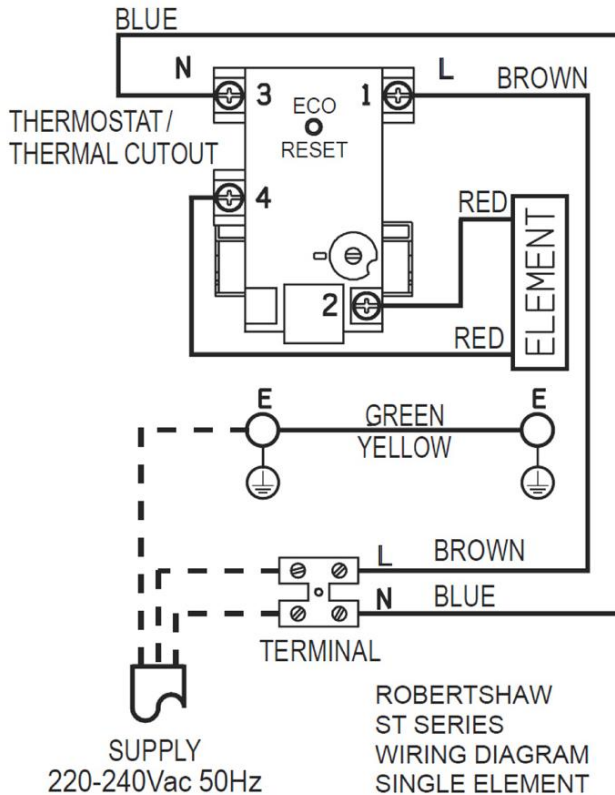 BLUE
N
L
BROWN
3
ECO
1
RESET
THERMOSTAT/
THERMAL CUTOUT
4
RED
ELEMENT
2
RED
E
E
GREEN
YELLOW
L
BROWN
N
BLUE
TERMINAL
SUPPLY
220-240Vac 50Hz
ROBERTSHAW
ST SERIES
WIRING DIAGRAM
SINGLE ELEMENT